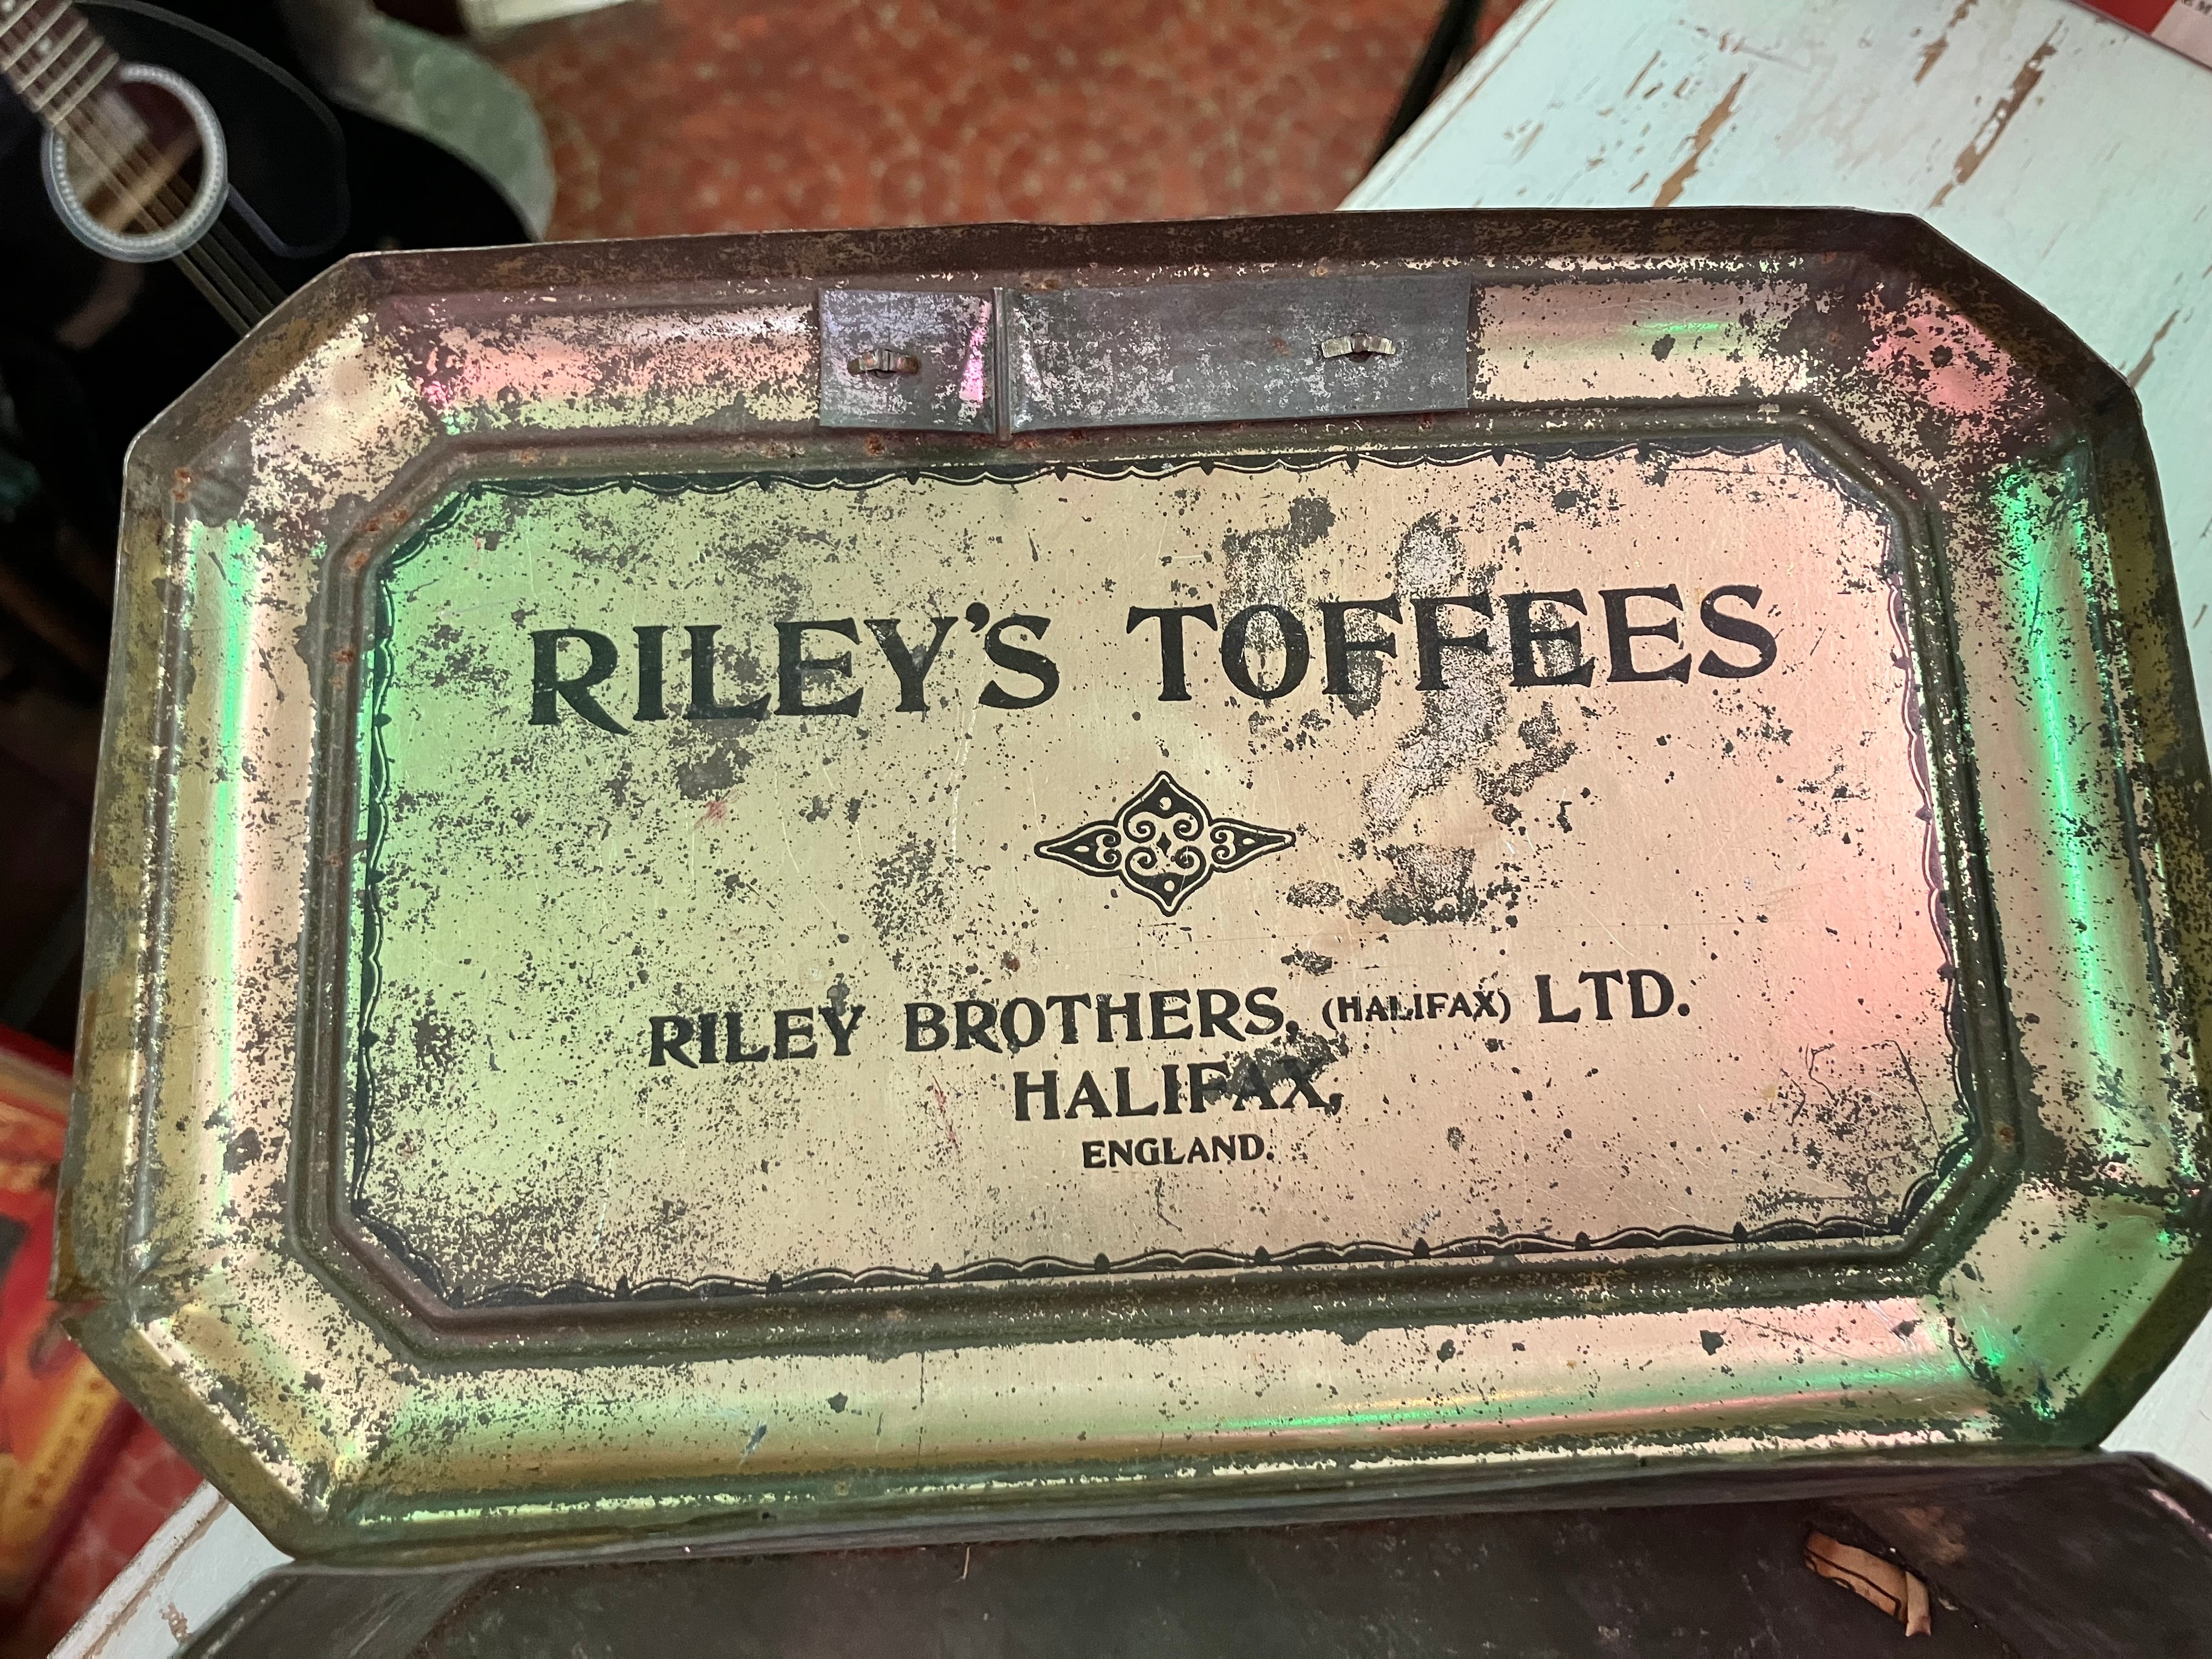 RILEY'S TOFFEES
RILEY BROTHERS, (HALIFAX) LTD.
HALIFAX,
ENGLAND.